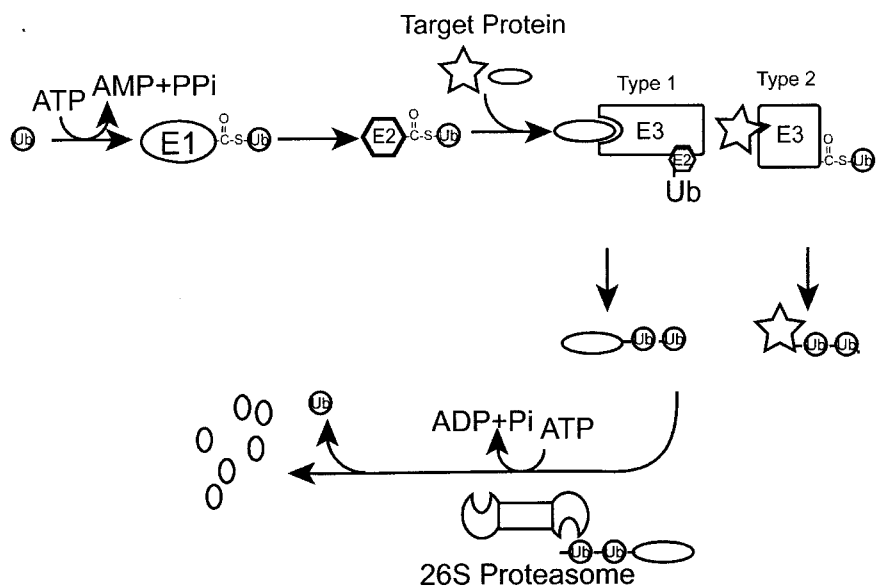 Target Protein
Type 1
Type 2
ATP
AMP+PPi
Ub
E1
O
C-S-Ub
E2
O
C-S-Ub
E3
E2
Ub
E3
O
C-S-Ub
Ub Ub
Ub Ub
Ub
ADP+Pi
ATP
Ub Ub
26S Proteasome